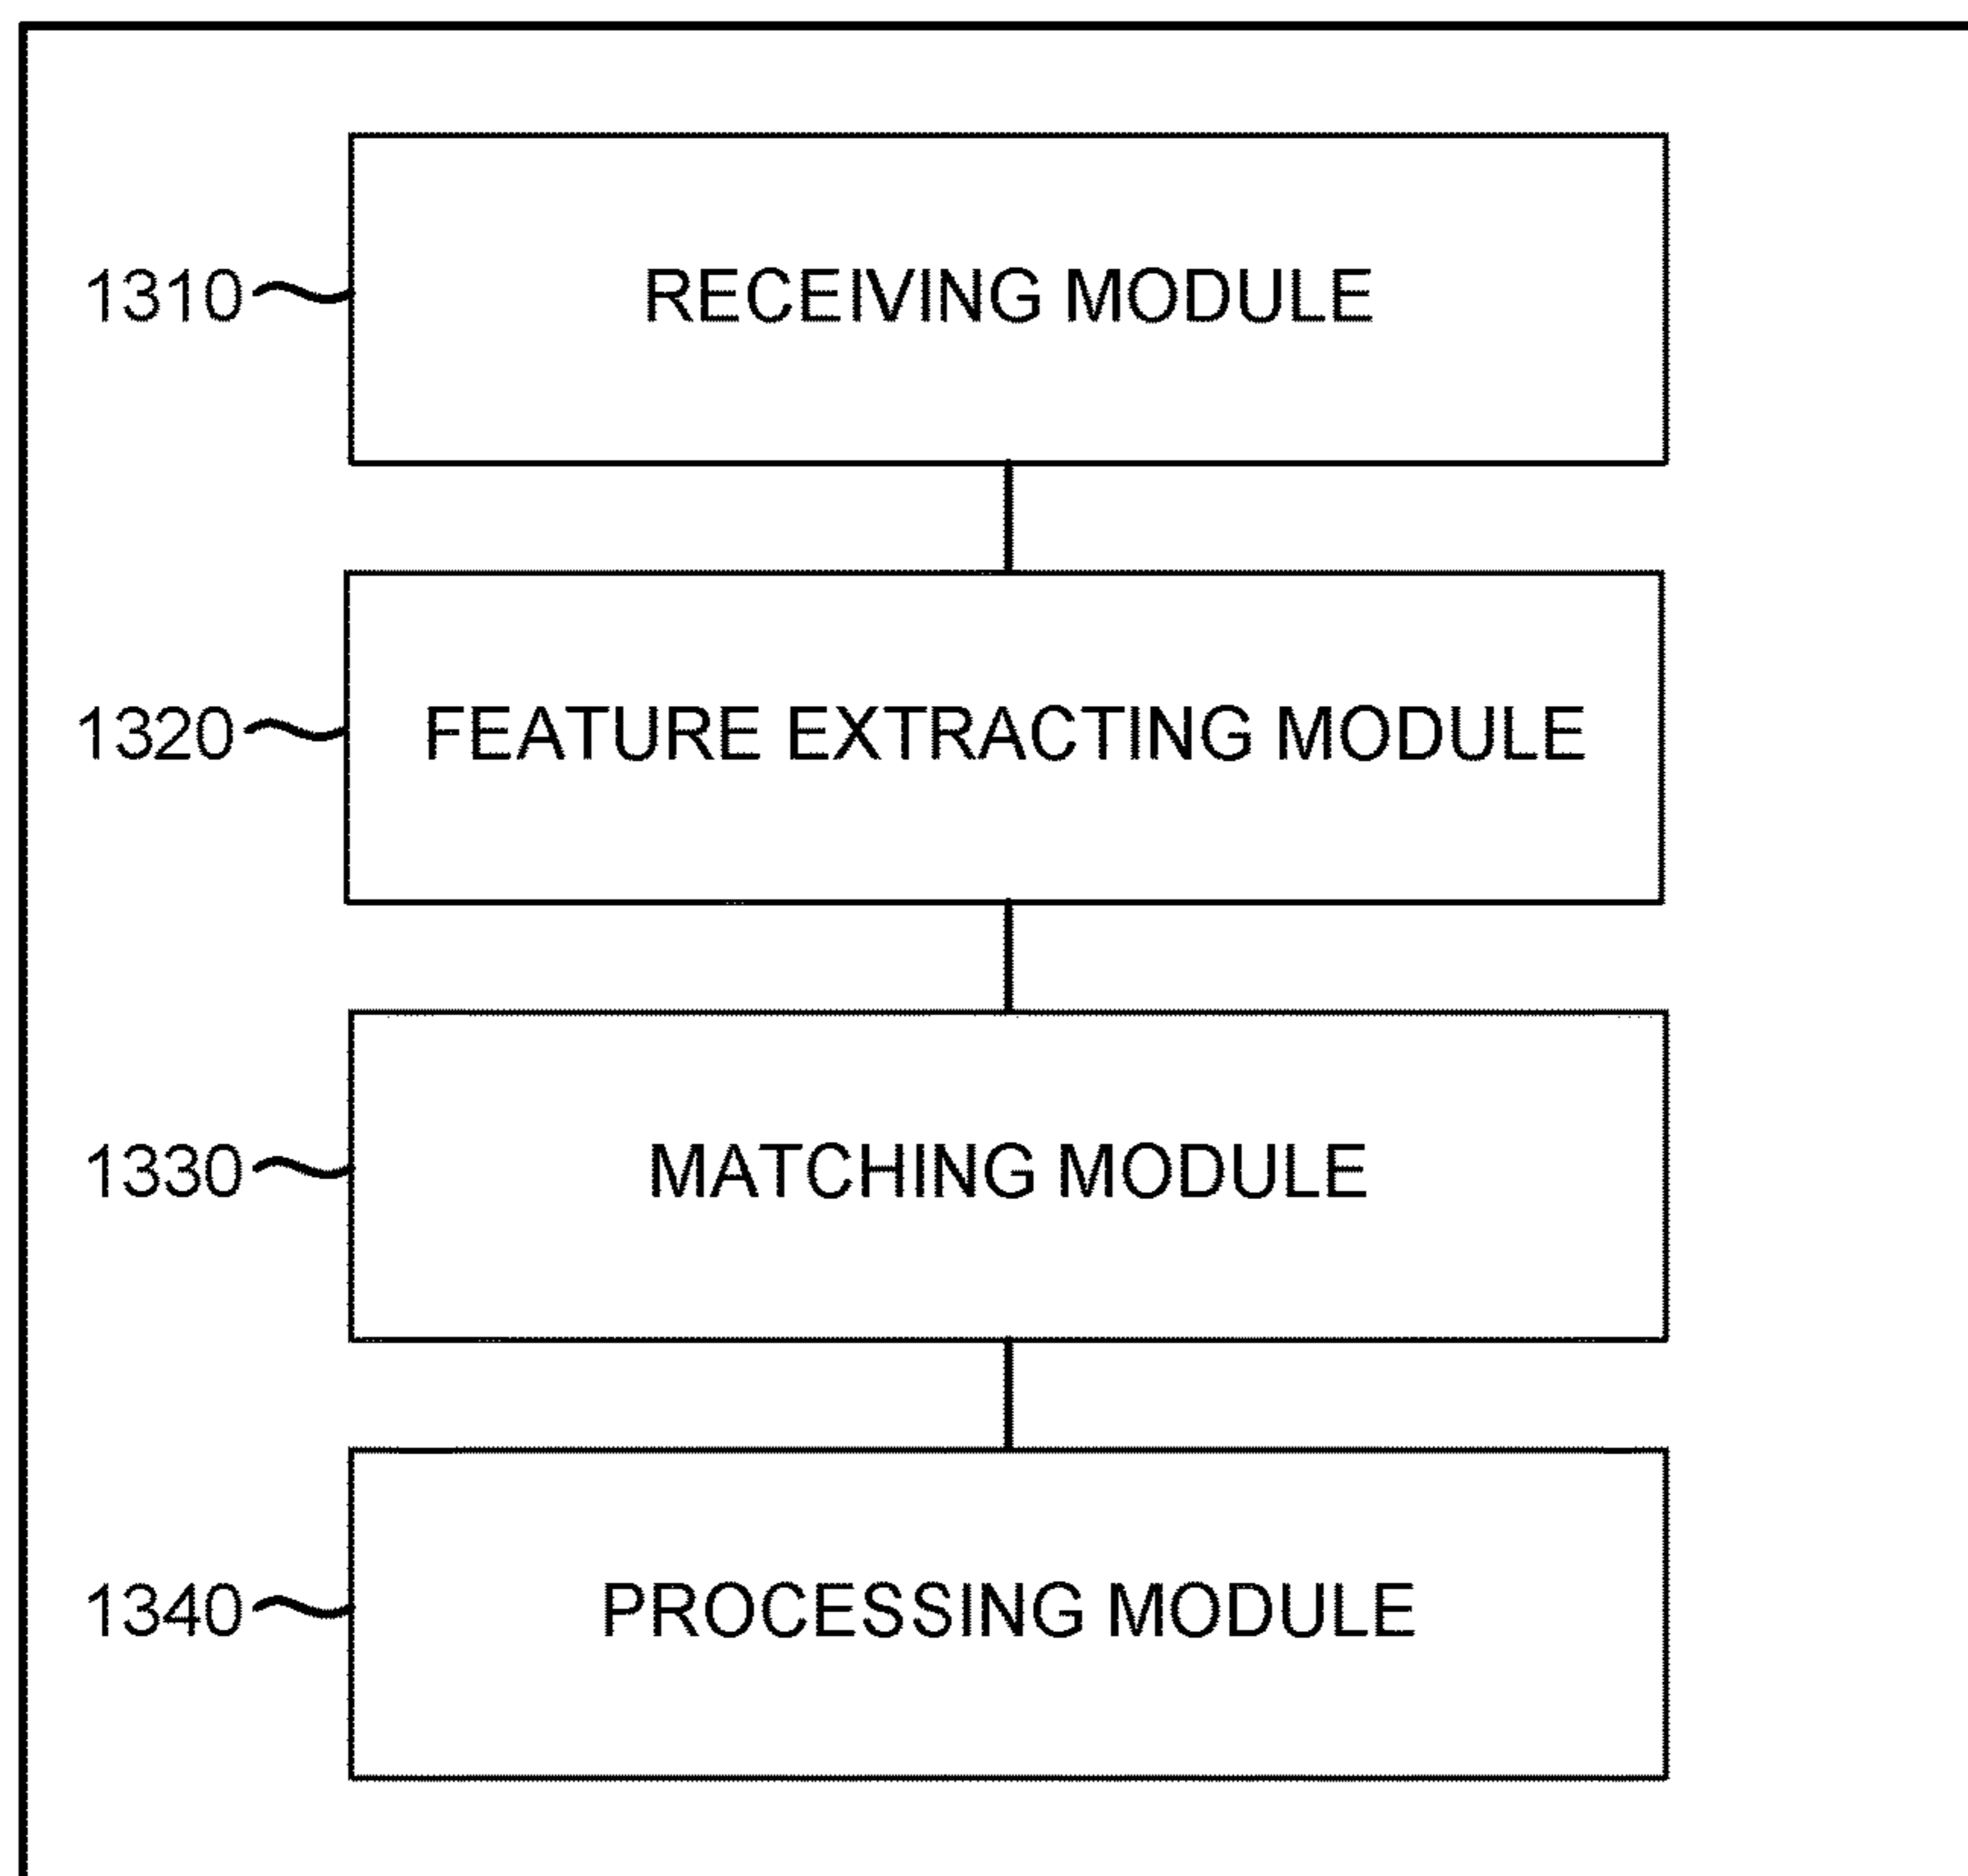 1310 RECEIVING MODULE
1320 FEATURE EXTRACTING MODULE
1330 MATCHING MODULE
1340 PROCESSING MODULE